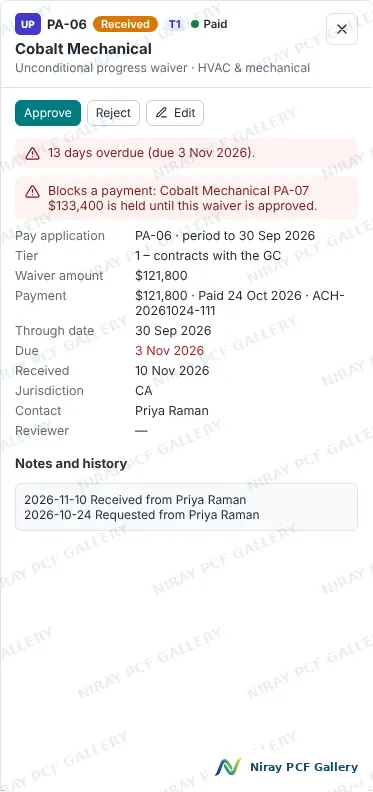 UP PA-06 Received T1 Paid
Cobalt Mechanical
Unconditional progress waiver · HVAC & mechanical
Approve Reject Edit
13 days overdue (due 3 Nov 2026).
Blocks a payment: Cobalt Mechanical PA-07
$133,400 is held until this waiver is approved.
Pay application PA-06 · period to 30 Sep 2026
Tier 1 – contracts with the GC
Waiver amount $121,800
Payment $121,800 · Paid 24 Oct 2026 · ACH-
20261024-111
Through date 30 Sep 2026
Due 3 Nov 2026
Received 10 Nov 2026
Jurisdiction CA
Contact Priya Raman
Reviewer —
Notes and history
2026-11-10 Received from Priya Raman
2026-10-24 Requested from Priya Raman
NIRAY PCF GALLERY
Niray PCF Gallery